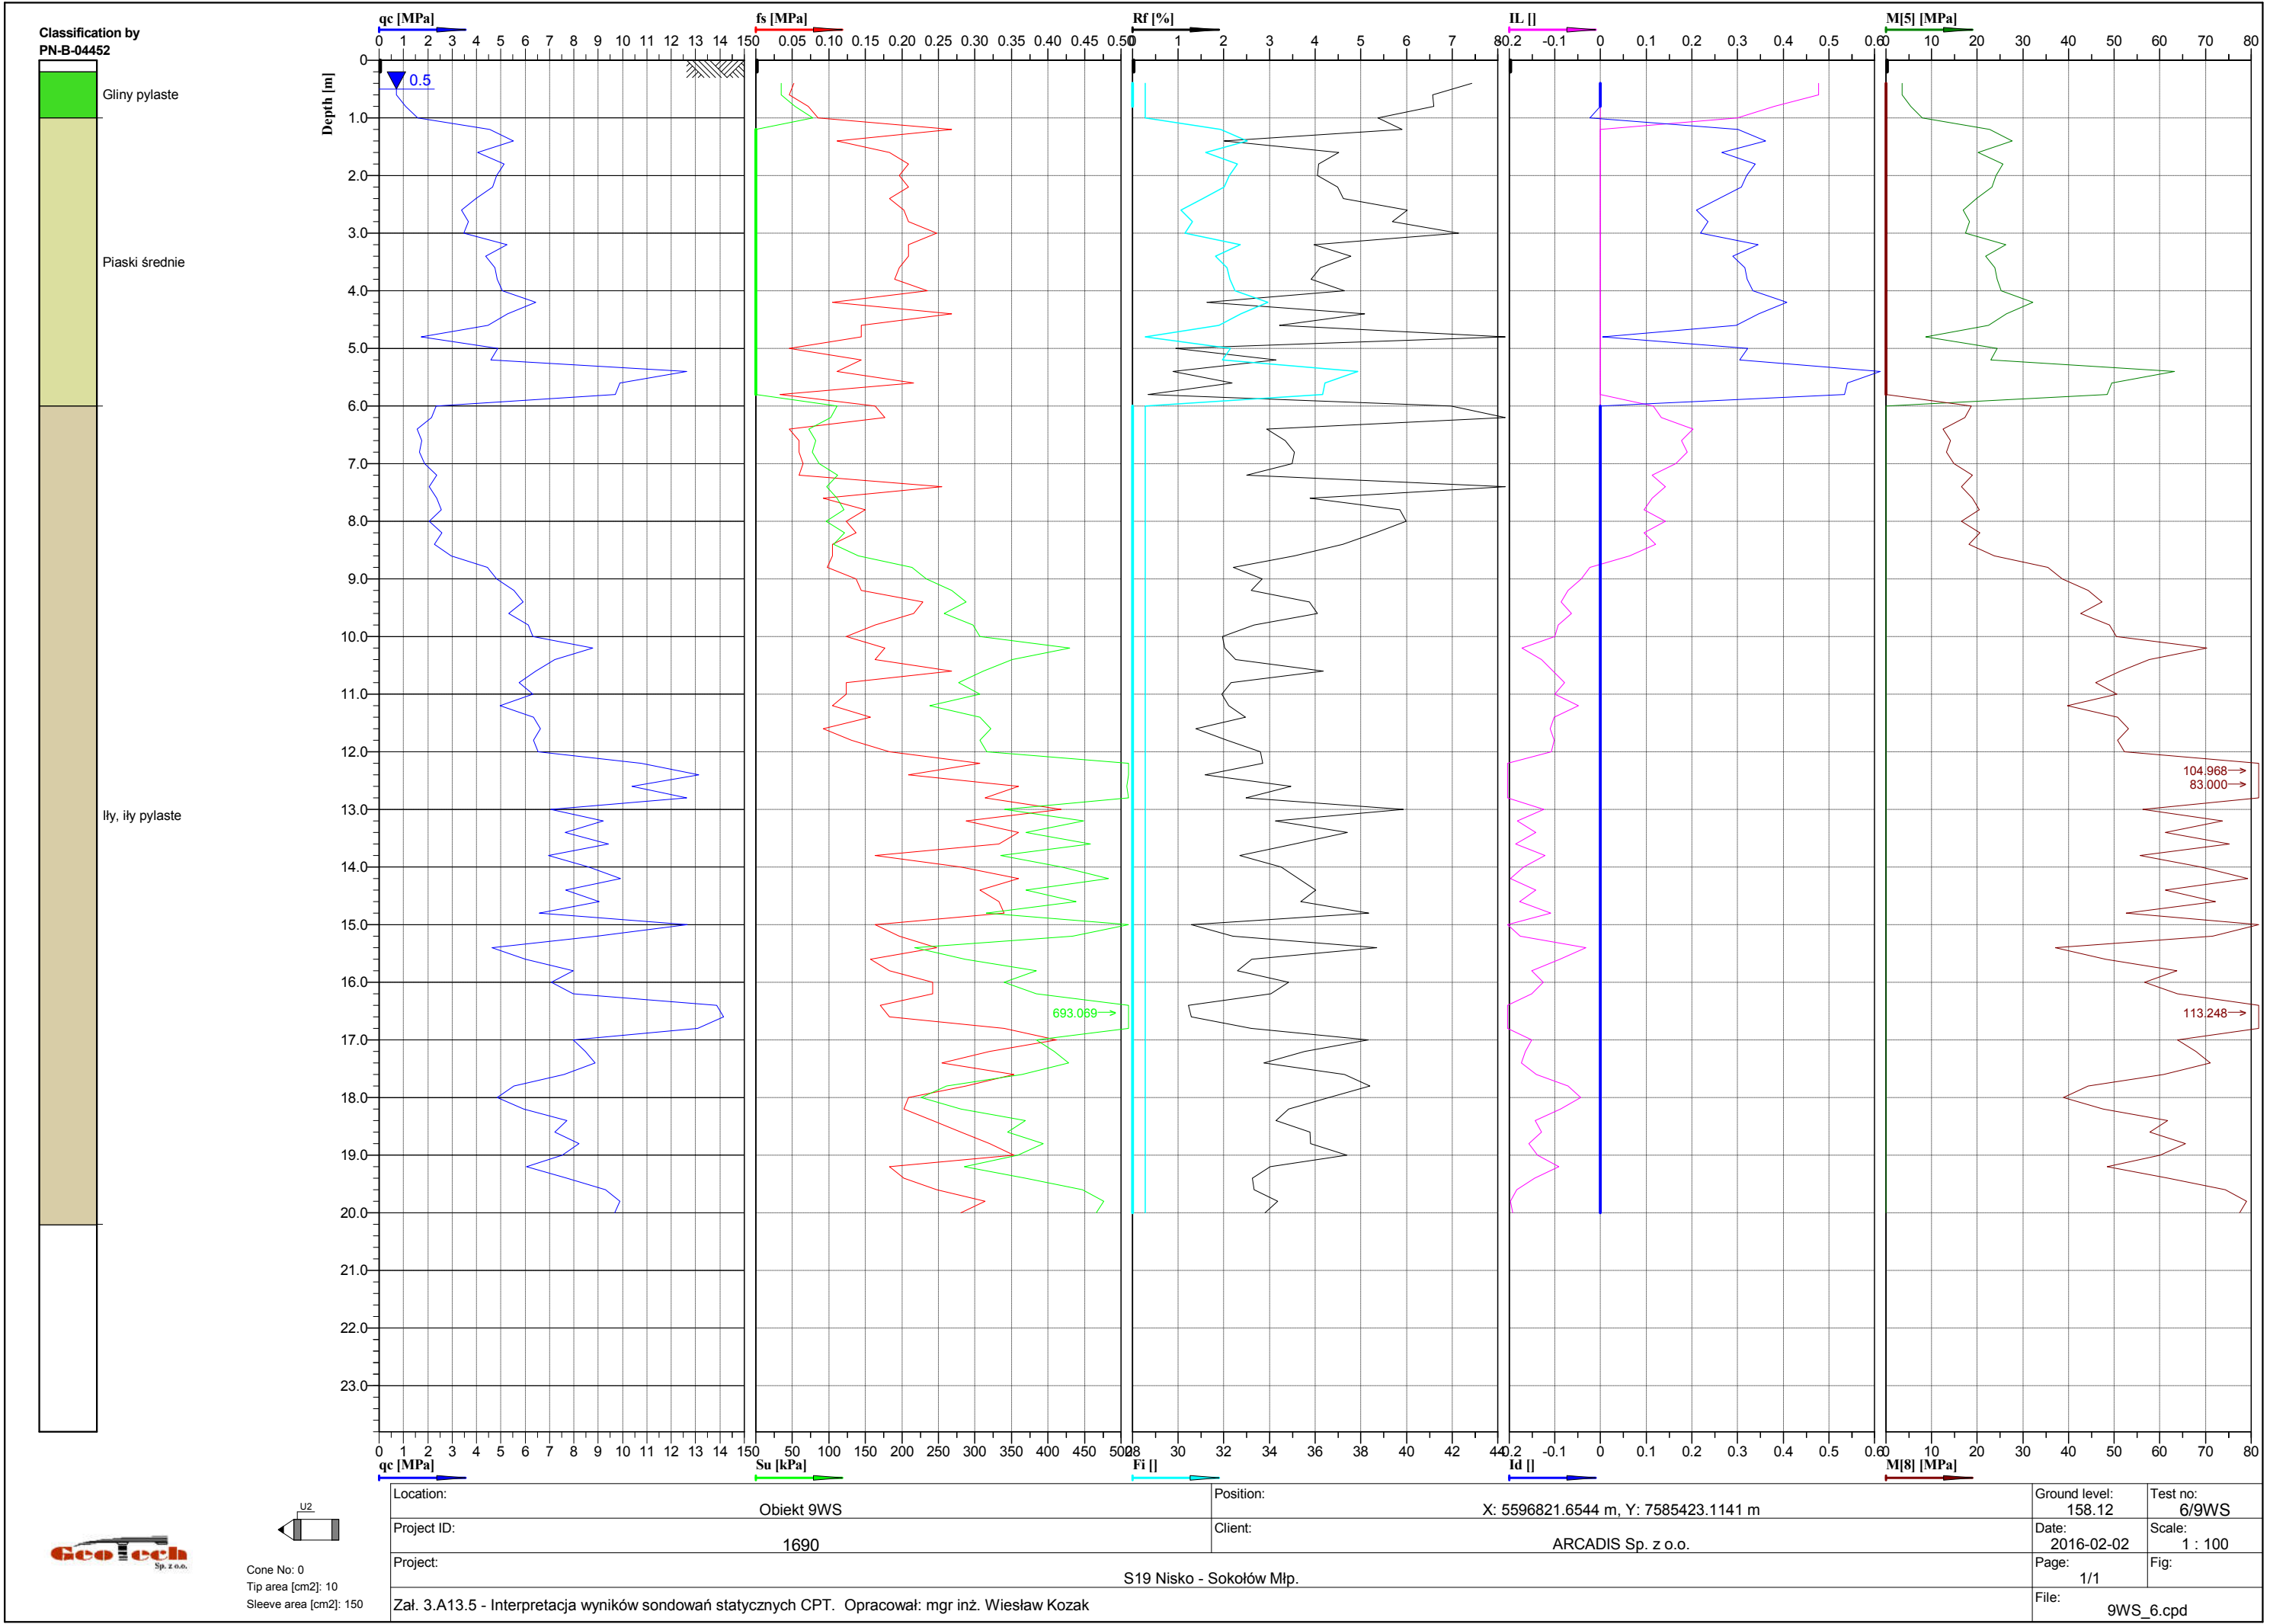 Classification by
PN-B-04452
Gliny pylaste
Piaski średnie
Iły, iły pylaste
Depth [m]
qc [MPa]
0 1 2 3 4 5 6 7 8 9 10 11 12 13 14 15
fs [MPa]
0 0.05 0.10 0.15 0.20 0.25 0.30 0.35 0.40 0.45 0.50
Rf [%]
0 1 2 3 4 5 6 7 8
IL []
-0.2 -0.1 0 0.1 0.2 0.3 0.4 0.5 0.6
M[5] [MPa]
0 10 20 30 40 50 60 70 80
0
0.5
1.0
2.0
3.0
4.0
5.0
6.0
7.0
8.0
9.0
10.0
11.0
12.0
13.0
14.0
15.0
16.0
17.0
18.0
19.0
20.0
21.0
22.0
23.0
104.968
83.000
693.069
113.248
0 1 2 3 4 5 6 7 8 9 10 11 12 13 14 15
qc [MPa]
0 50 100 150 200 250 300 350 400 450 500
Su [kPa]
28 30 32 34 36 38 40 42 44
Fi []
-0.2 -0.1 0 0.1 0.2 0.3 0.4 0.5 0.6
Id []
0 10 20 30 40 50 60 70 80
M[8] [MPa]
GeoTech
Sp. z o.o.
U2
Cone No: 0
Tip area [cm2]: 10
Sleeve area [cm2]: 150
Location:
Obiekt 9WS
Position:
X: 5596821.6544 m, Y: 7585423.1141 m
Ground level:
158.12
Test no:
6/9WS
Project ID:
1690
Client:
ARCADIS Sp. z o.o.
Date:
2016-02-02
Scale:
1 : 100
Project:
S19 Nisko - Sokołów Młp.
Page:
1/1
Fig:
Zał. 3.A13.5 - Interpretacja wyników sondowań statycznych CPT. Opracował: mgr inż. Wiesław Kozak
File:
9WS_6.cpd